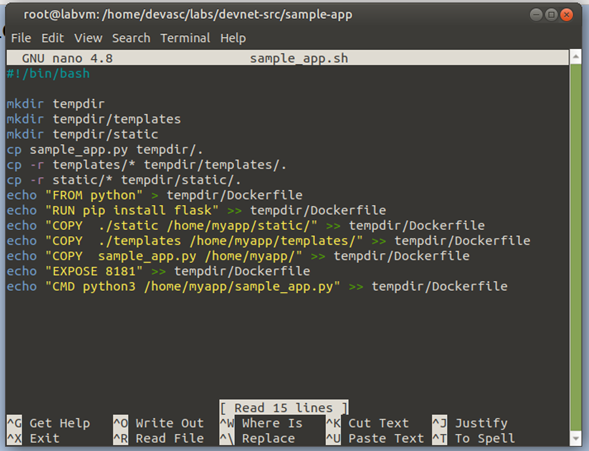 root@labvm: /home/devasc/labs/devnet-src/sample-app
File Edit View Search Terminal Help
GNU nano 4.8 sample_app.sh
#!/bin/bash
mkdir tempdir
mkdir tempdir/templates
mkdir tempdir/static
cp sample_app.py tempdir/.
cp -r templates/* tempdir/templates/.
cp -r static/* tempdir/static/.
echo "FROM python" > tempdir/Dockerfile
echo "RUN pip install flask" >> tempdir/Dockerfile
echo "COPY  ./static /home/myapp/static/" >> tempdir/Dockerfile
echo "COPY  ./templates /home/myapp/templates/" >> tempdir/Dockerfile
echo "COPY  sample_app.py /home/myapp/" >> tempdir/Dockerfile
echo "EXPOSE 8181" >> tempdir/Dockerfile
echo "CMD python3 /home/myapp/sample_app.py" >> tempdir/Dockerfile
[ Read 15 lines ]
^G Get Help ^O Write Out ^W Where Is ^K Cut Text ^J Justify
^X Exit ^R Read File ^\ Replace ^U Paste Text ^T To Spell